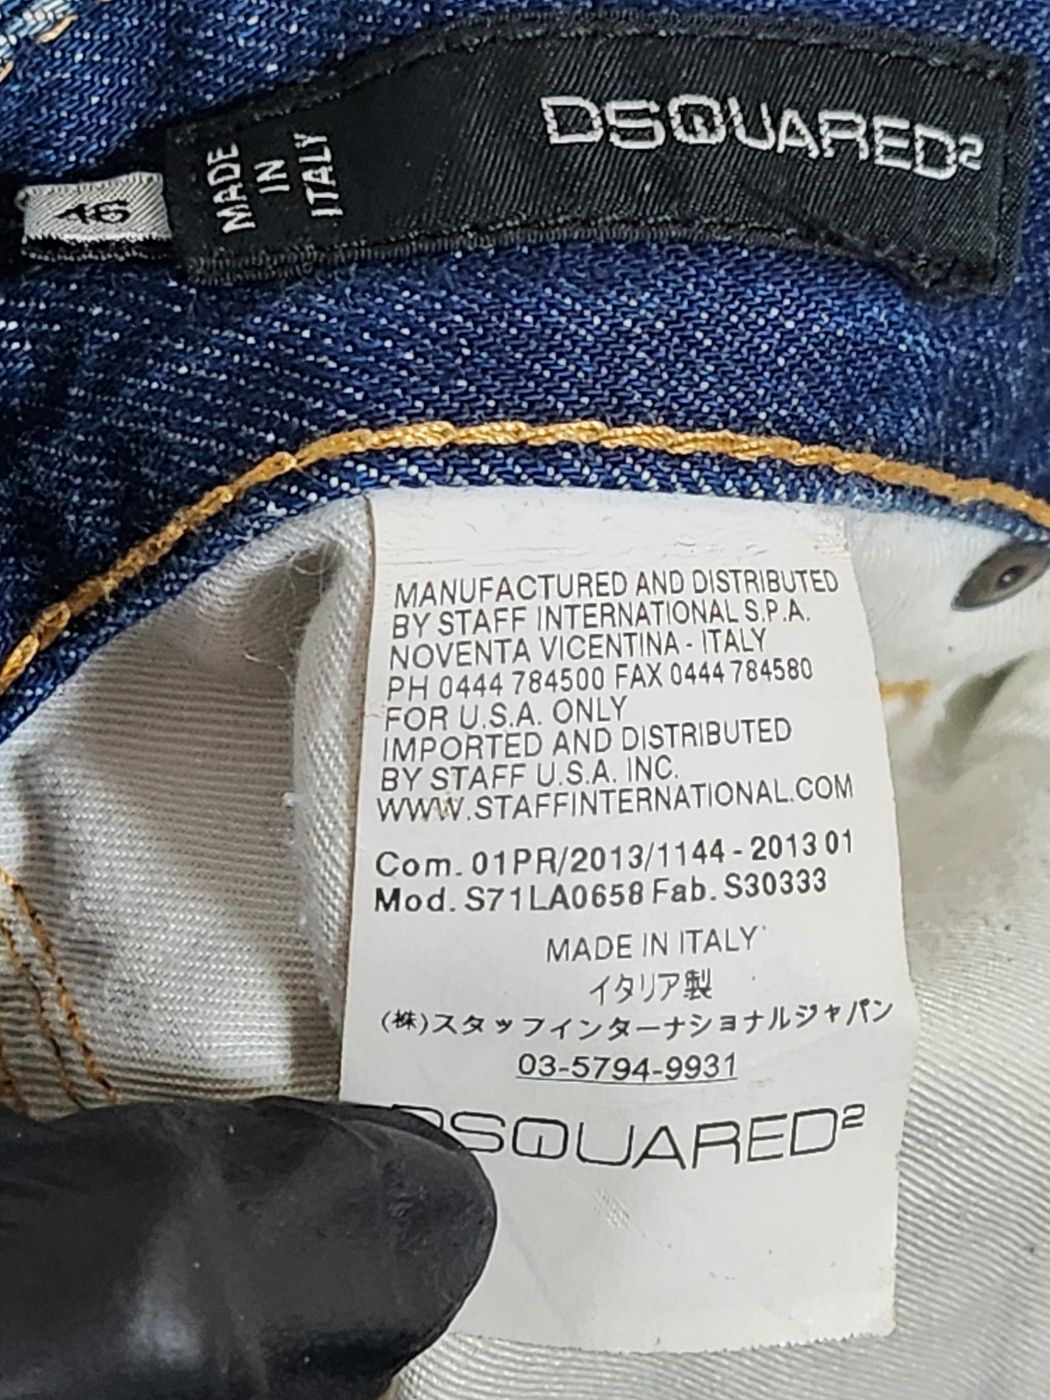 DSQUARED2
MADE
IN
ITALY
46
MANUFACTURED AND DISTRIBUTED
BY STAFF INTERNATIONAL S.P.A.
NOVENTA VICENTINA - ITALY
PH 0444 784500 FAX 0444 784580
FOR U.S.A. ONLY
IMPORTED AND DISTRIBUTED
BY STAFF U.S.A. INC.
WWW.STAFFINTERNATIONAL.COM
Com. 01PR/2013/1144 - 2013 01
Mod. S71LA0658 Fab. S30333
MADE IN ITALY
イタリア製
(株)スタッフインターナショナルジャパン
03-5794-9931
DSQUARED2